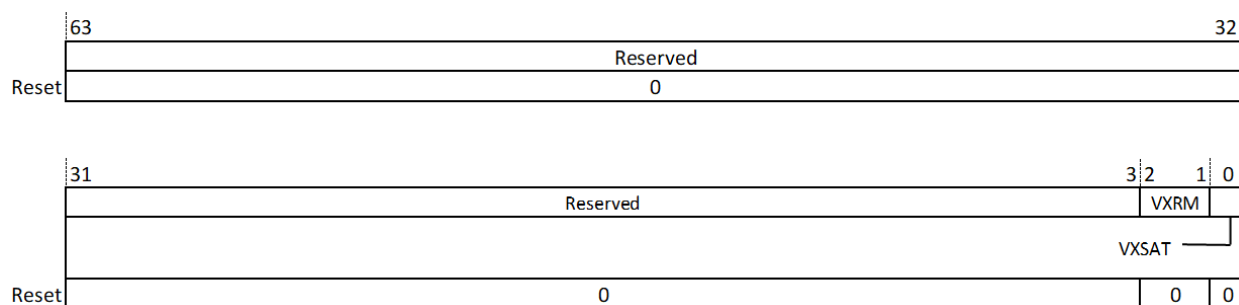 63 32
Reserved
Reset 0
31 3 2 1 0
Reserved VXRM
VXSAT
Reset 0 0 0